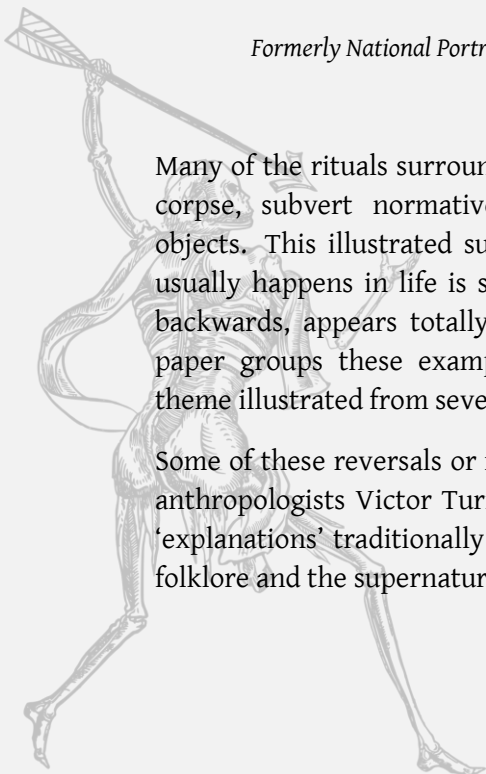 Formerly National Portr
Many of the rituals surroun
corpse, subvert normative
objects. This illustrated su
usually happens in life is s
backwards, appears totally
paper groups these examp
theme illustrated from seve
Some of these reversals or i
anthropologists Victor Tur
‘explanations’ traditionally
folklore and the supernatur